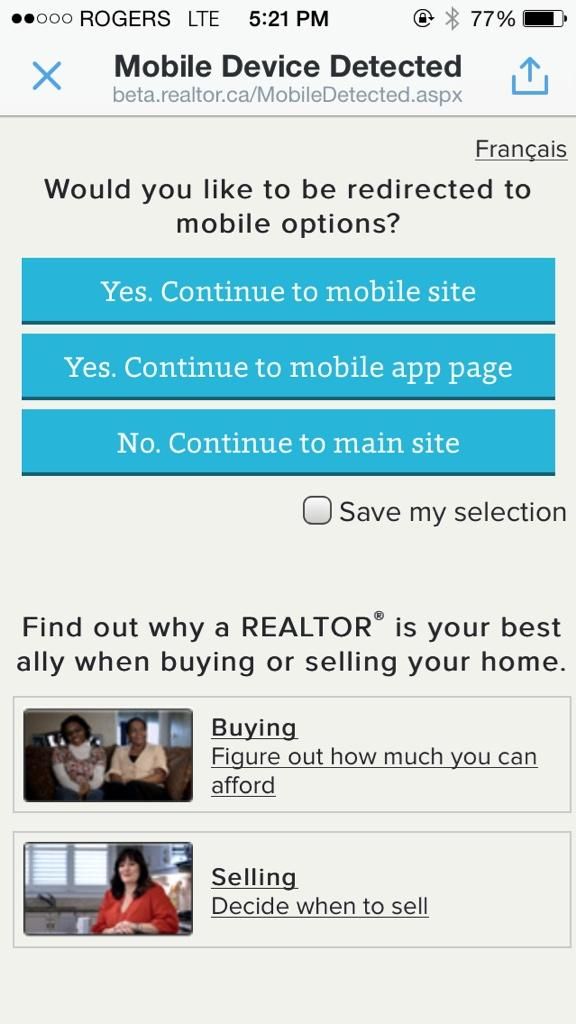 ROGERS LTE 5:21 PM 77%
Mobile Device Detected
beta.realtor.ca/MobileDetected.aspx
Français
Would you like to be redirected to
mobile options?
Yes. Continue to mobile site
Yes. Continue to mobile app page
No. Continue to main site
Save my selection
Find out why a REALTOR® is your best
ally when buying or selling your home.
Buying
Figure out how much you can
afford
Selling
Decide when to sell